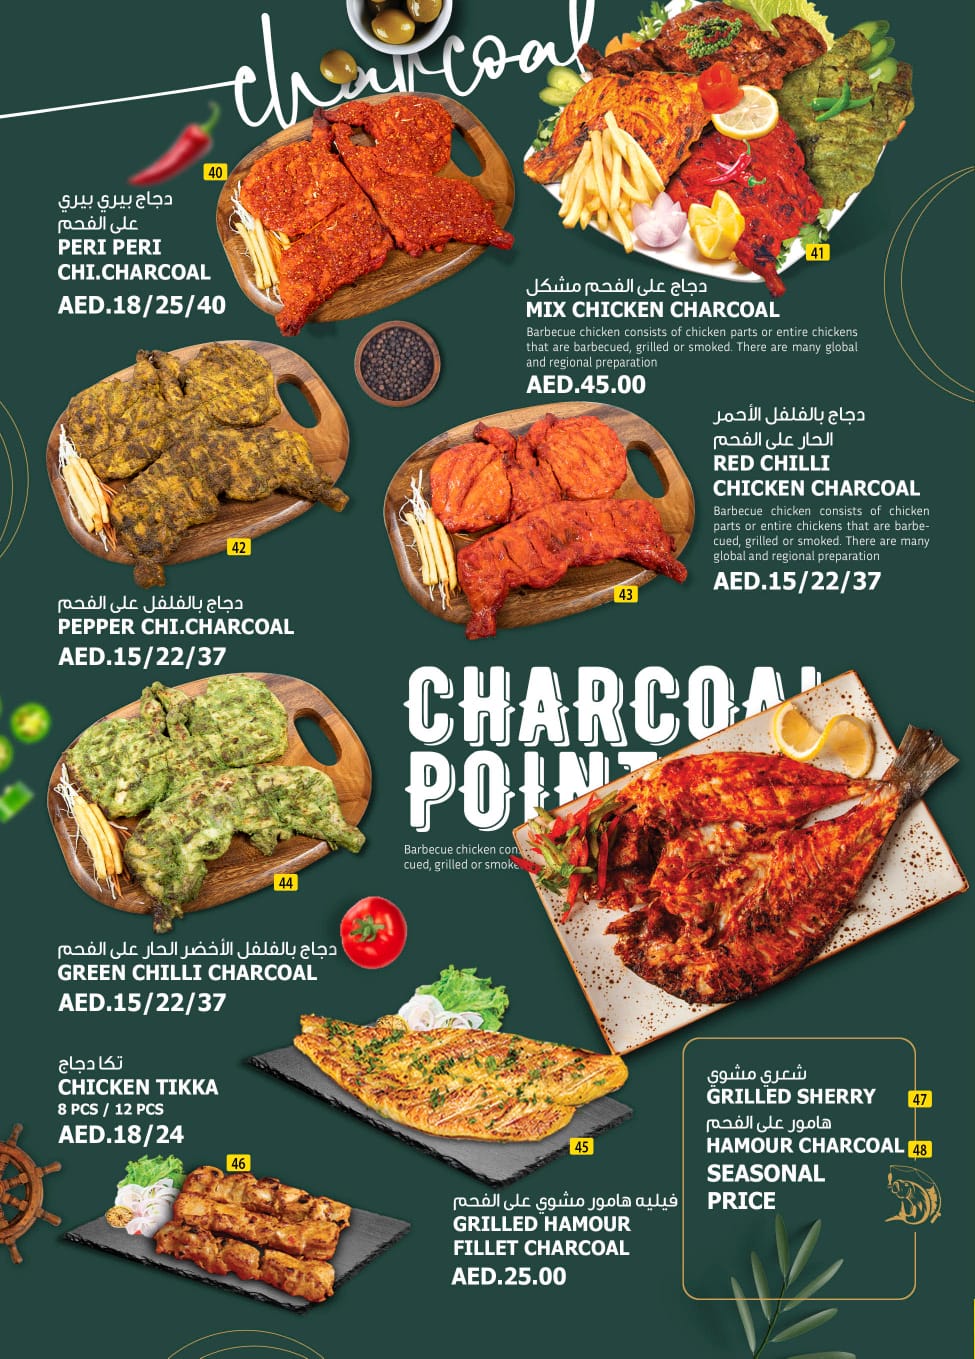 charcoal
40
دجاج بيري بيري
على الفحم
PERI PERI
CHI.CHARCOAL
AED.18/25/40
41
دجاج على الفحم مشكل
MIX CHICKEN CHARCOAL
Barbecue chicken consists of chicken parts or entire chickens
that are barbecued, grilled or smoked. There are many global
and regional preparation
AED.45.00
42
دجاج بالفلفل على الفحم
PEPPER CHI.CHARCOAL
AED.15/22/37
43
دجاج بالفلفل الأحمر
الحار على الفحم
RED CHILLI
CHICKEN CHARCOAL
Barbecue chicken consists of chicken
parts or entire chickens that are barbe-
cued, grilled or smoked. There are many
global and regional preparation
AED.15/22/37
44
دجاج بالفلفل الأخضر الحار على الفحم
GREEN CHILLI CHARCOAL
AED.15/22/37
CHARCOAL
POINT
Barbecue chicken con
cued, grilled or smoke
تكا دجاج
CHICKEN TIKKA
8 PCS / 12 PCS
AED.18/24
46
45
فيليه هامور مشوي على الفحم
GRILLED HAMOUR
FILLET CHARCOAL
AED.25.00
شعري مشوي
GRILLED SHERRY 47
هامور على الفحم
HAMOUR CHARCOAL 48
SEASONAL
PRICE